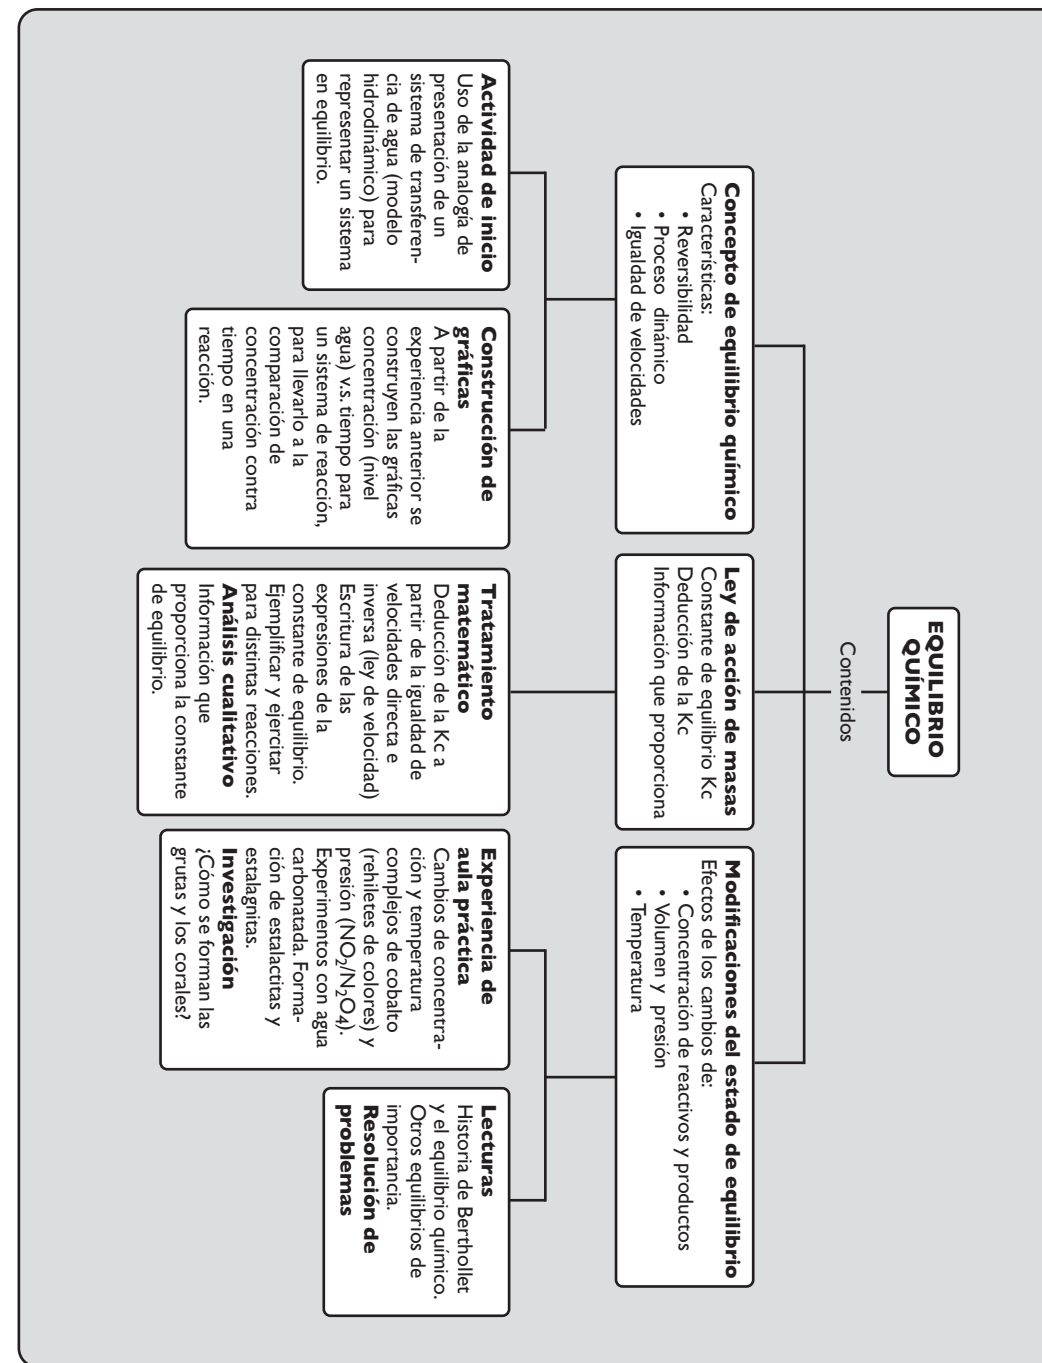 EQUILIBRIO
QUÍMICO
Contenidos
Concepto de equilibrio químico
Características:
• Reversibilidad
• Proceso dinámico
• Igualdad de velocidades
Ley de acción de masas
Constante de equilibrio Kc
Deducción de la Kc
Información que proporciona
Modificaciones del estado de equilibrio
Efectos de los cambios de:
• Concentración de reactivos y productos
• Volumen y presión
• Temperatura
Actividad de inicio
Uso de la analogía de
presentación de un
sistema de transferen-
cia de agua (modelo
hidrodinámico) para
representar un sistema
en equilibrio.
Construcción de
gráficas
A partir de la
experiencia anterior se
construyen las gráficas
concentración (nivel
agua) v.s. tiempo para
un sistema de reacción,
para llevarlo a la
comparación de
concentración contra
tiempo en una
reacción.
Tratamiento
matemático
Deducción de la Kc a
partir de la igualdad de
velocidades directa e
inversa (ley de velocidad)
Escritura de las
expresiones de la
constante de equilibrio.
Ejemplificar y ejercitar
para distintas reacciones.
Análisis cualitativo
Información que
proporciona la constante
de equilibrio.
Experiencia de
aula práctica
Cambios de concentra-
ción y temperatura
complejos de cobalto
(rehiletes de colores) y
presión (NO₂/N₂O₄).
Experimentos con agua
carbonatada. Forma-
ción de estalactitas y
estalagnitas.
Investigación
¿Cómo se forman las
grutas y los corales?
Lecturas
Historia de Berthollet
y el equilibrio químico.
Otros equilibrios de
importancia.
Resolución de
problemas